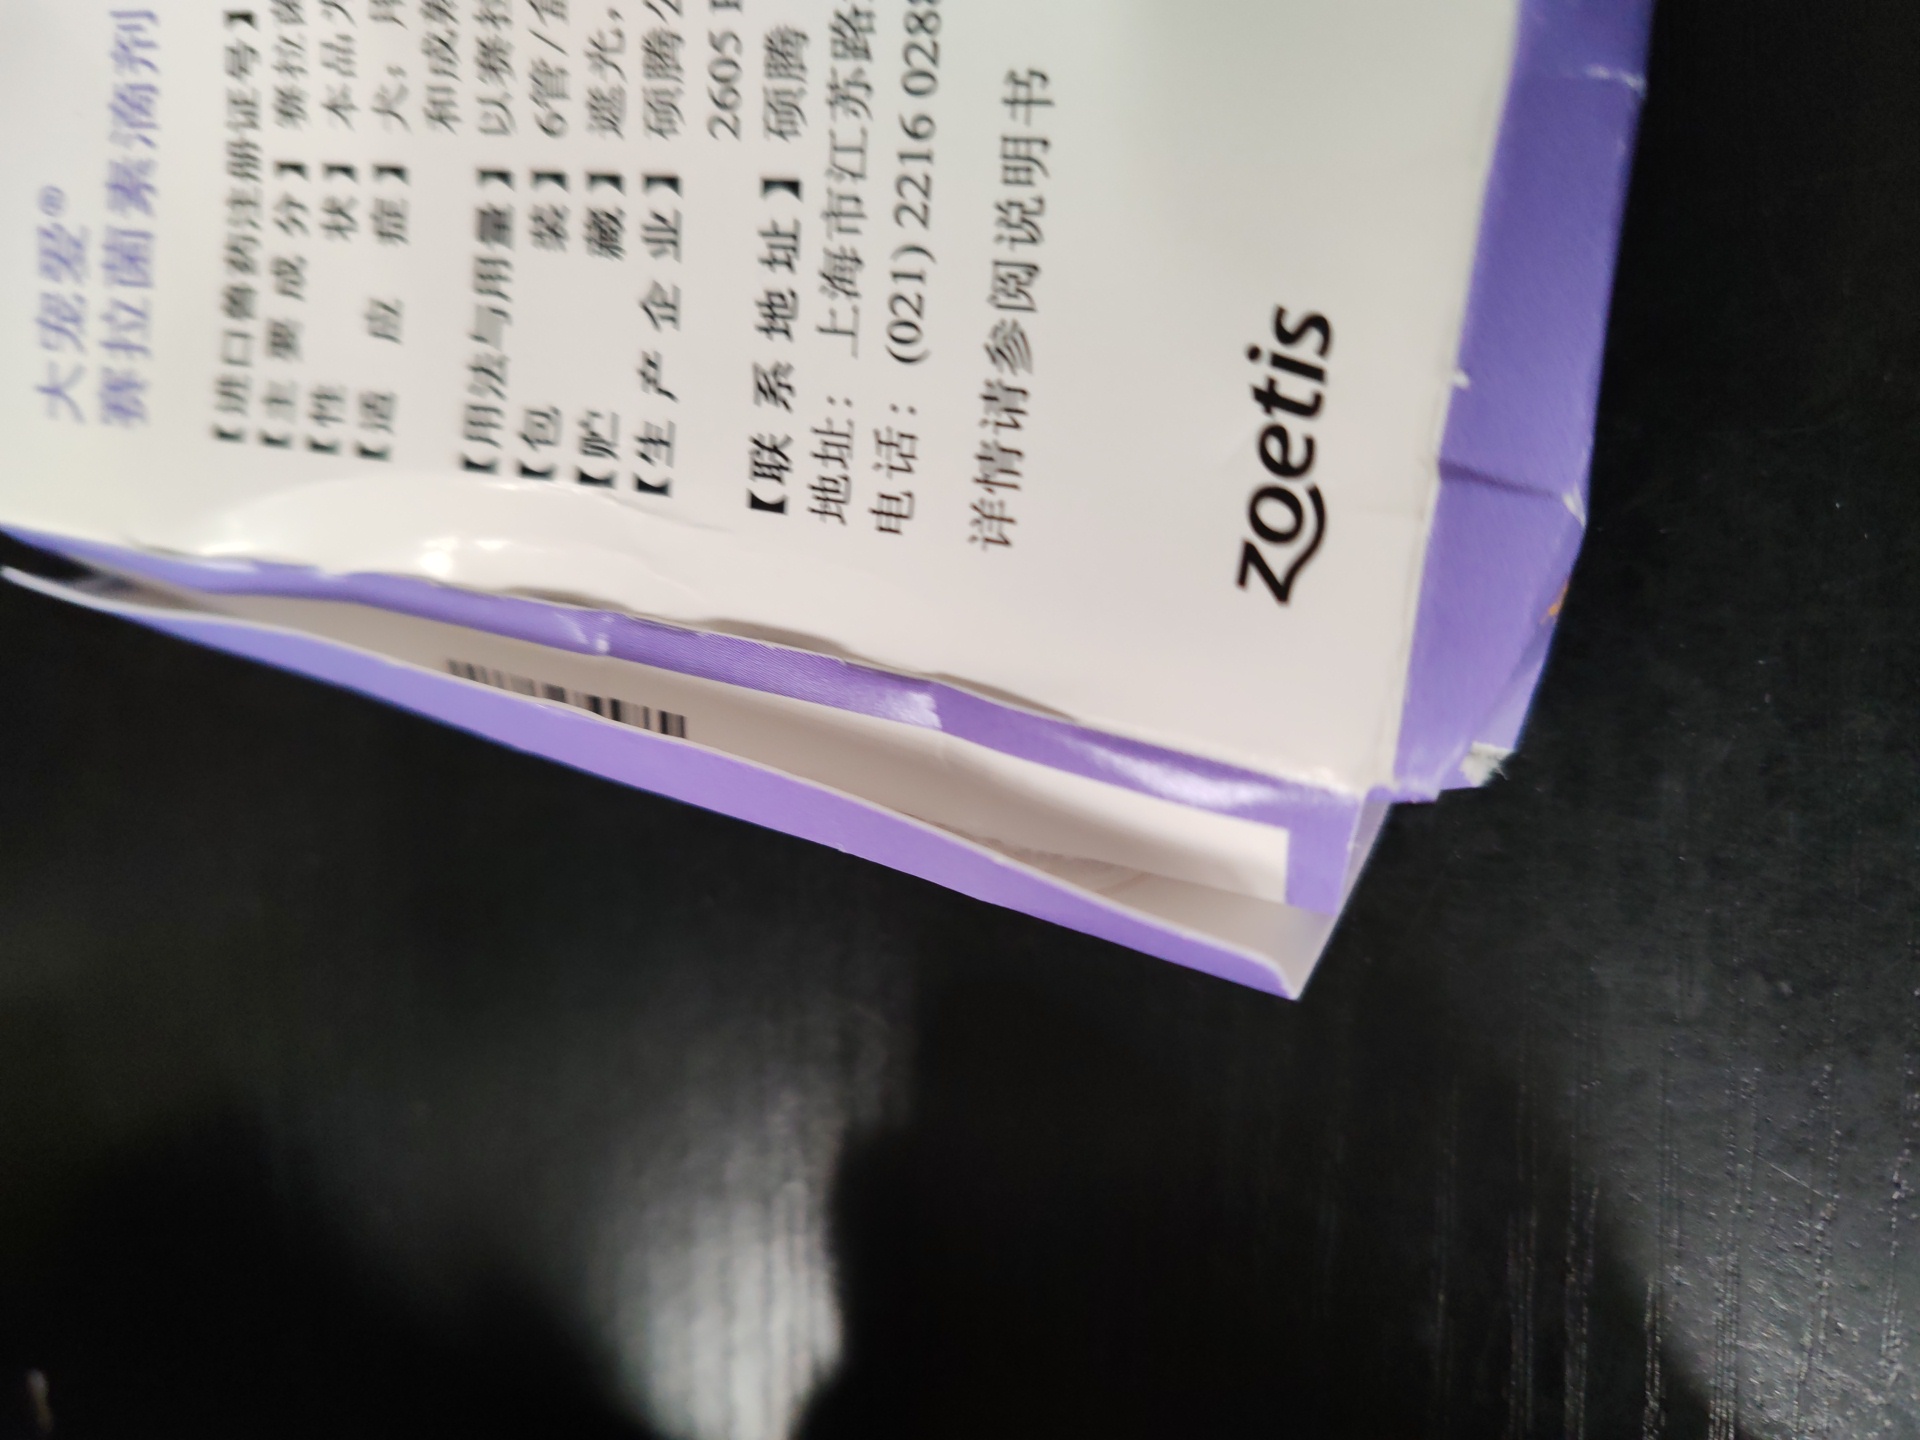 大宠爱®
赛拉菌素滴剂
【进口兽药注册证号】
【主要成分】赛拉菌
【性状】本品为
【适应症】犬：用
和成熟
【用法与用量】以赛拉
【包装】6管/盒
【贮藏】遮光，
【生产企业】硕腾公
2605 
【联系地址】硕腾
地址：上海市江苏路
电话：(021) 2216 028
详情请参阅说明书
zoetis